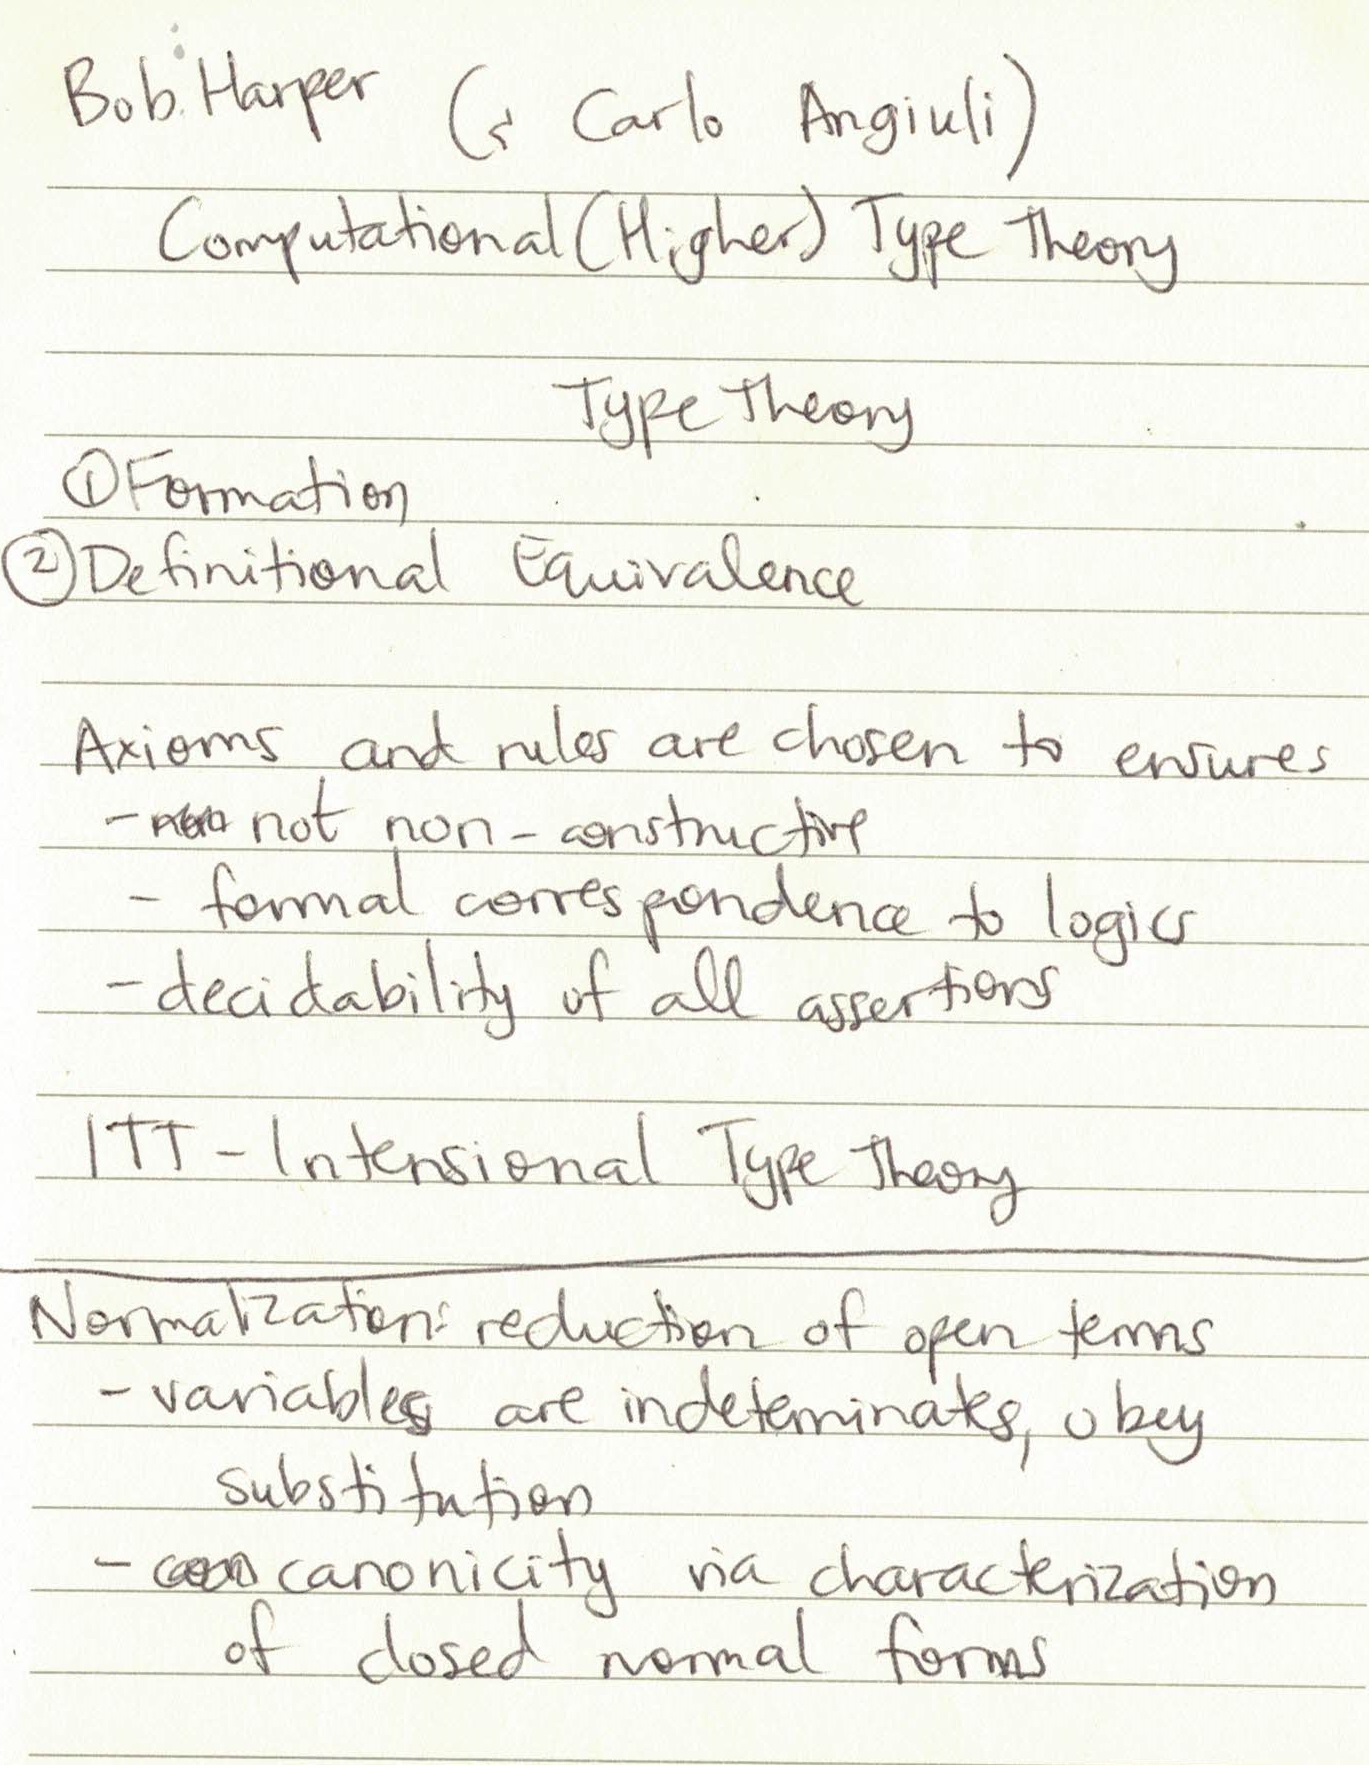 Bob Harper (& Carlo Angiuli)
Computational (Higher) Type Theory
Type Theory
① Formation
② Definitional Equivalence
Axioms and rules are chosen to ensures
- not non-constructive
- formal correspondence to logics
- decidability of all assertions
ITT - Intensional Type Theory
Normalization: reduction of open terms
- variables are indeterminates, obey
substitution
- canonicity via characterization
of closed normal forms